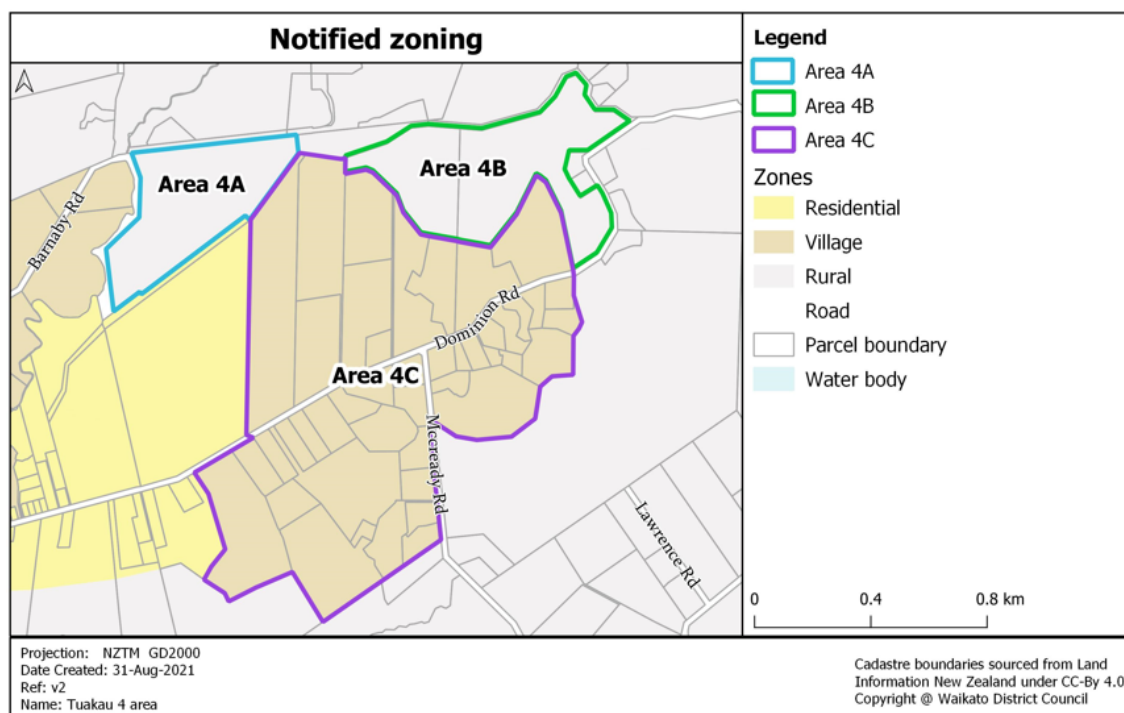 Notified zoning
Area 4A
Area 4B
Area 4C
Barnaby Rd
Dominion Rd
Mccready Rd
Lawrence Rd
Legend
Area 4A
Area 4B
Area 4C
Zones
Residential
Village
Rural
Road
Parcel boundary
Water body
0 0.4 0.8 km
Projection: NZTM GD2000
Date Created: 31-Aug-2021
Ref: v2
Name: Tuakau 4 area
Cadastre boundaries sourced from Land
Information New Zealand under CC-By 4.0
Copyright @ Waikato District Council